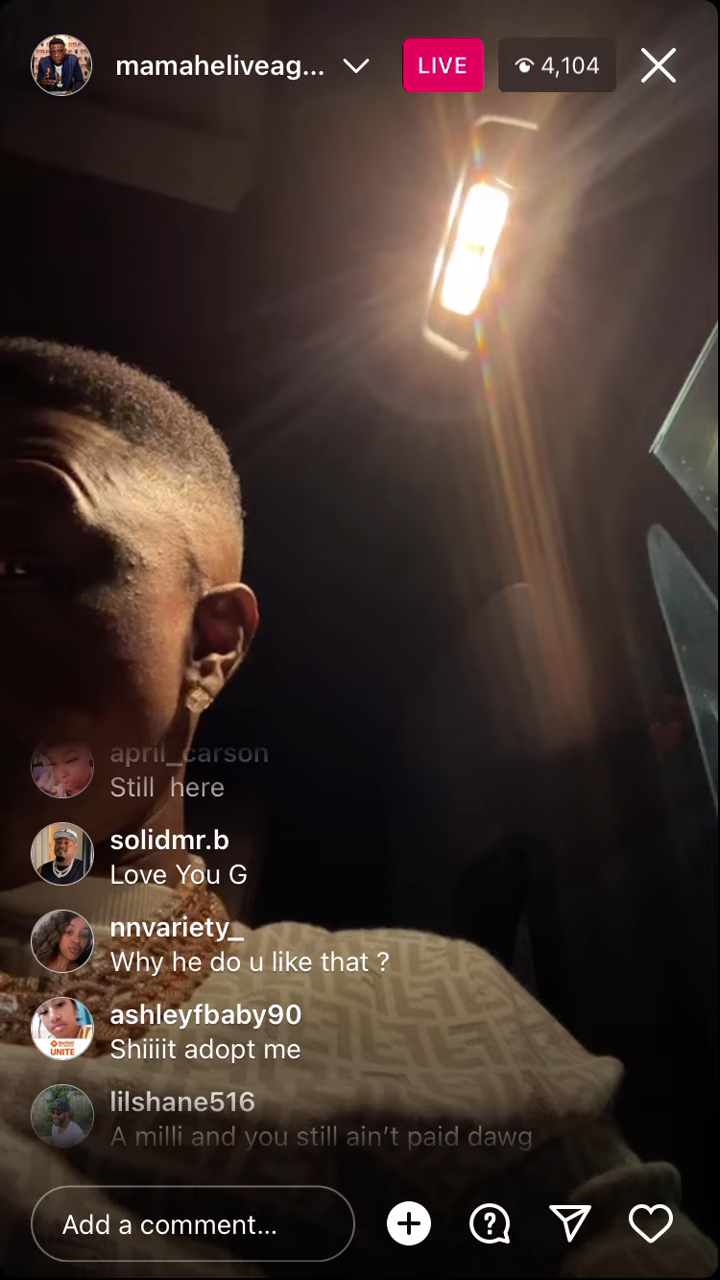 mamaheliveag...
LIVE
4,104
april_carson
Still here
solidmr.b
Love You G
nnvariety_
Why he do u like that ?
ashleyfbaby90
Shiiiit adopt me
UNITE
lilshane516
A milli and you still ain’t paid dawg
Add a comment...